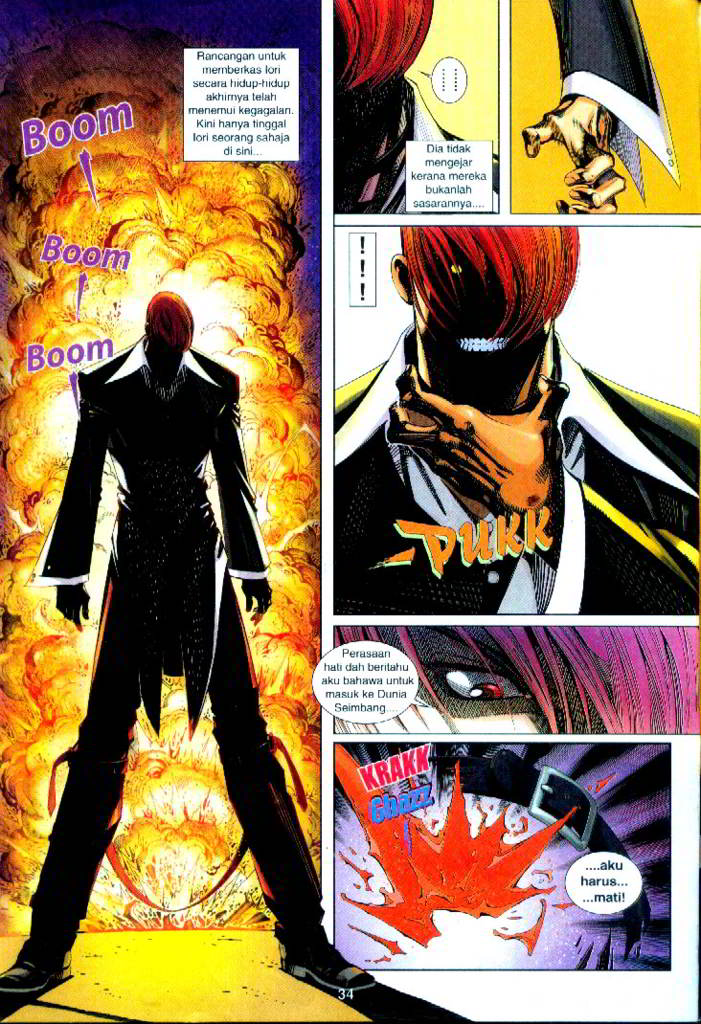 Rancangan untuk
memberkas Iori
secara hidup-hidup
akhirnya telah
menemui kegagalan.
Kini hanya tinggal
Iori seorang sahaja
di sini...
Boom
Boom
Boom
Dia tidak
mengejar
kerana mereka
bukanlah
sasarannya....
!
!
!
PUKK
Perasaan
hati dah beritahu
aku bahawa untuk
masuk ke Dunia
Seimbang....
KRAKK
Gbazz
....aku
harus...
...mati!
34